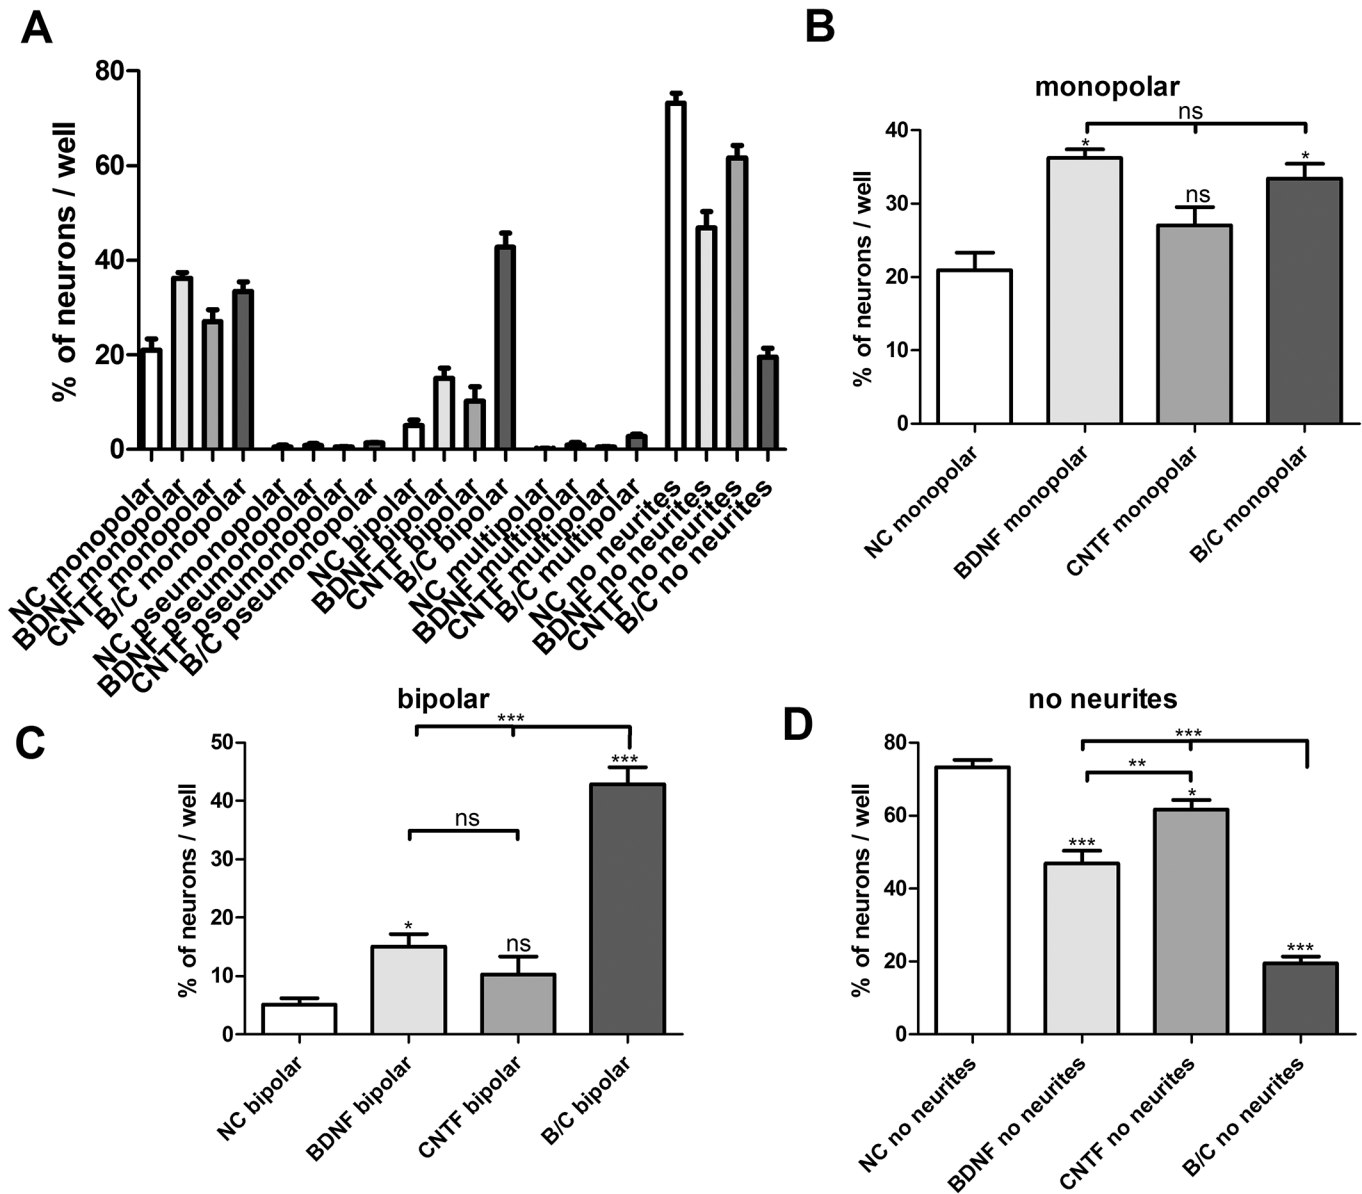 A
80
60
40
20
0
% of neurons / well
NC monopolar
BDNF monopolar
CNTF monopolar
B/C monopolar
NC pseumonopolar
BDNF pseumonopolar
CNTF pseumonopolar
B/C pseumonopolar
NC bipolar
BDNF bipolar
CNTF bipolar
B/C bipolar
NC multipolar
BDNF multipolar
CNTF multipolar
B/C multipolar
NC no neurites
BDNF no neurites
CNTF no neurites
B/C no neurites
B
monopolar
ns
* ns *
40
30
20
10
0
% of neurons / well
NC monopolar
BDNF monopolar
CNTF monopolar
B/C monopolar
C
bipolar
***
***
ns
* ns
50
40
30
20
10
0
% of neurons / well
NC bipolar
BDNF bipolar
CNTF bipolar
B/C bipolar
D
no neurites
***
**
*
***
***
80
60
40
20
0
% of neurons / well
NC no neurites
BDNF no neurites
CNTF no neurites
B/C no neurites